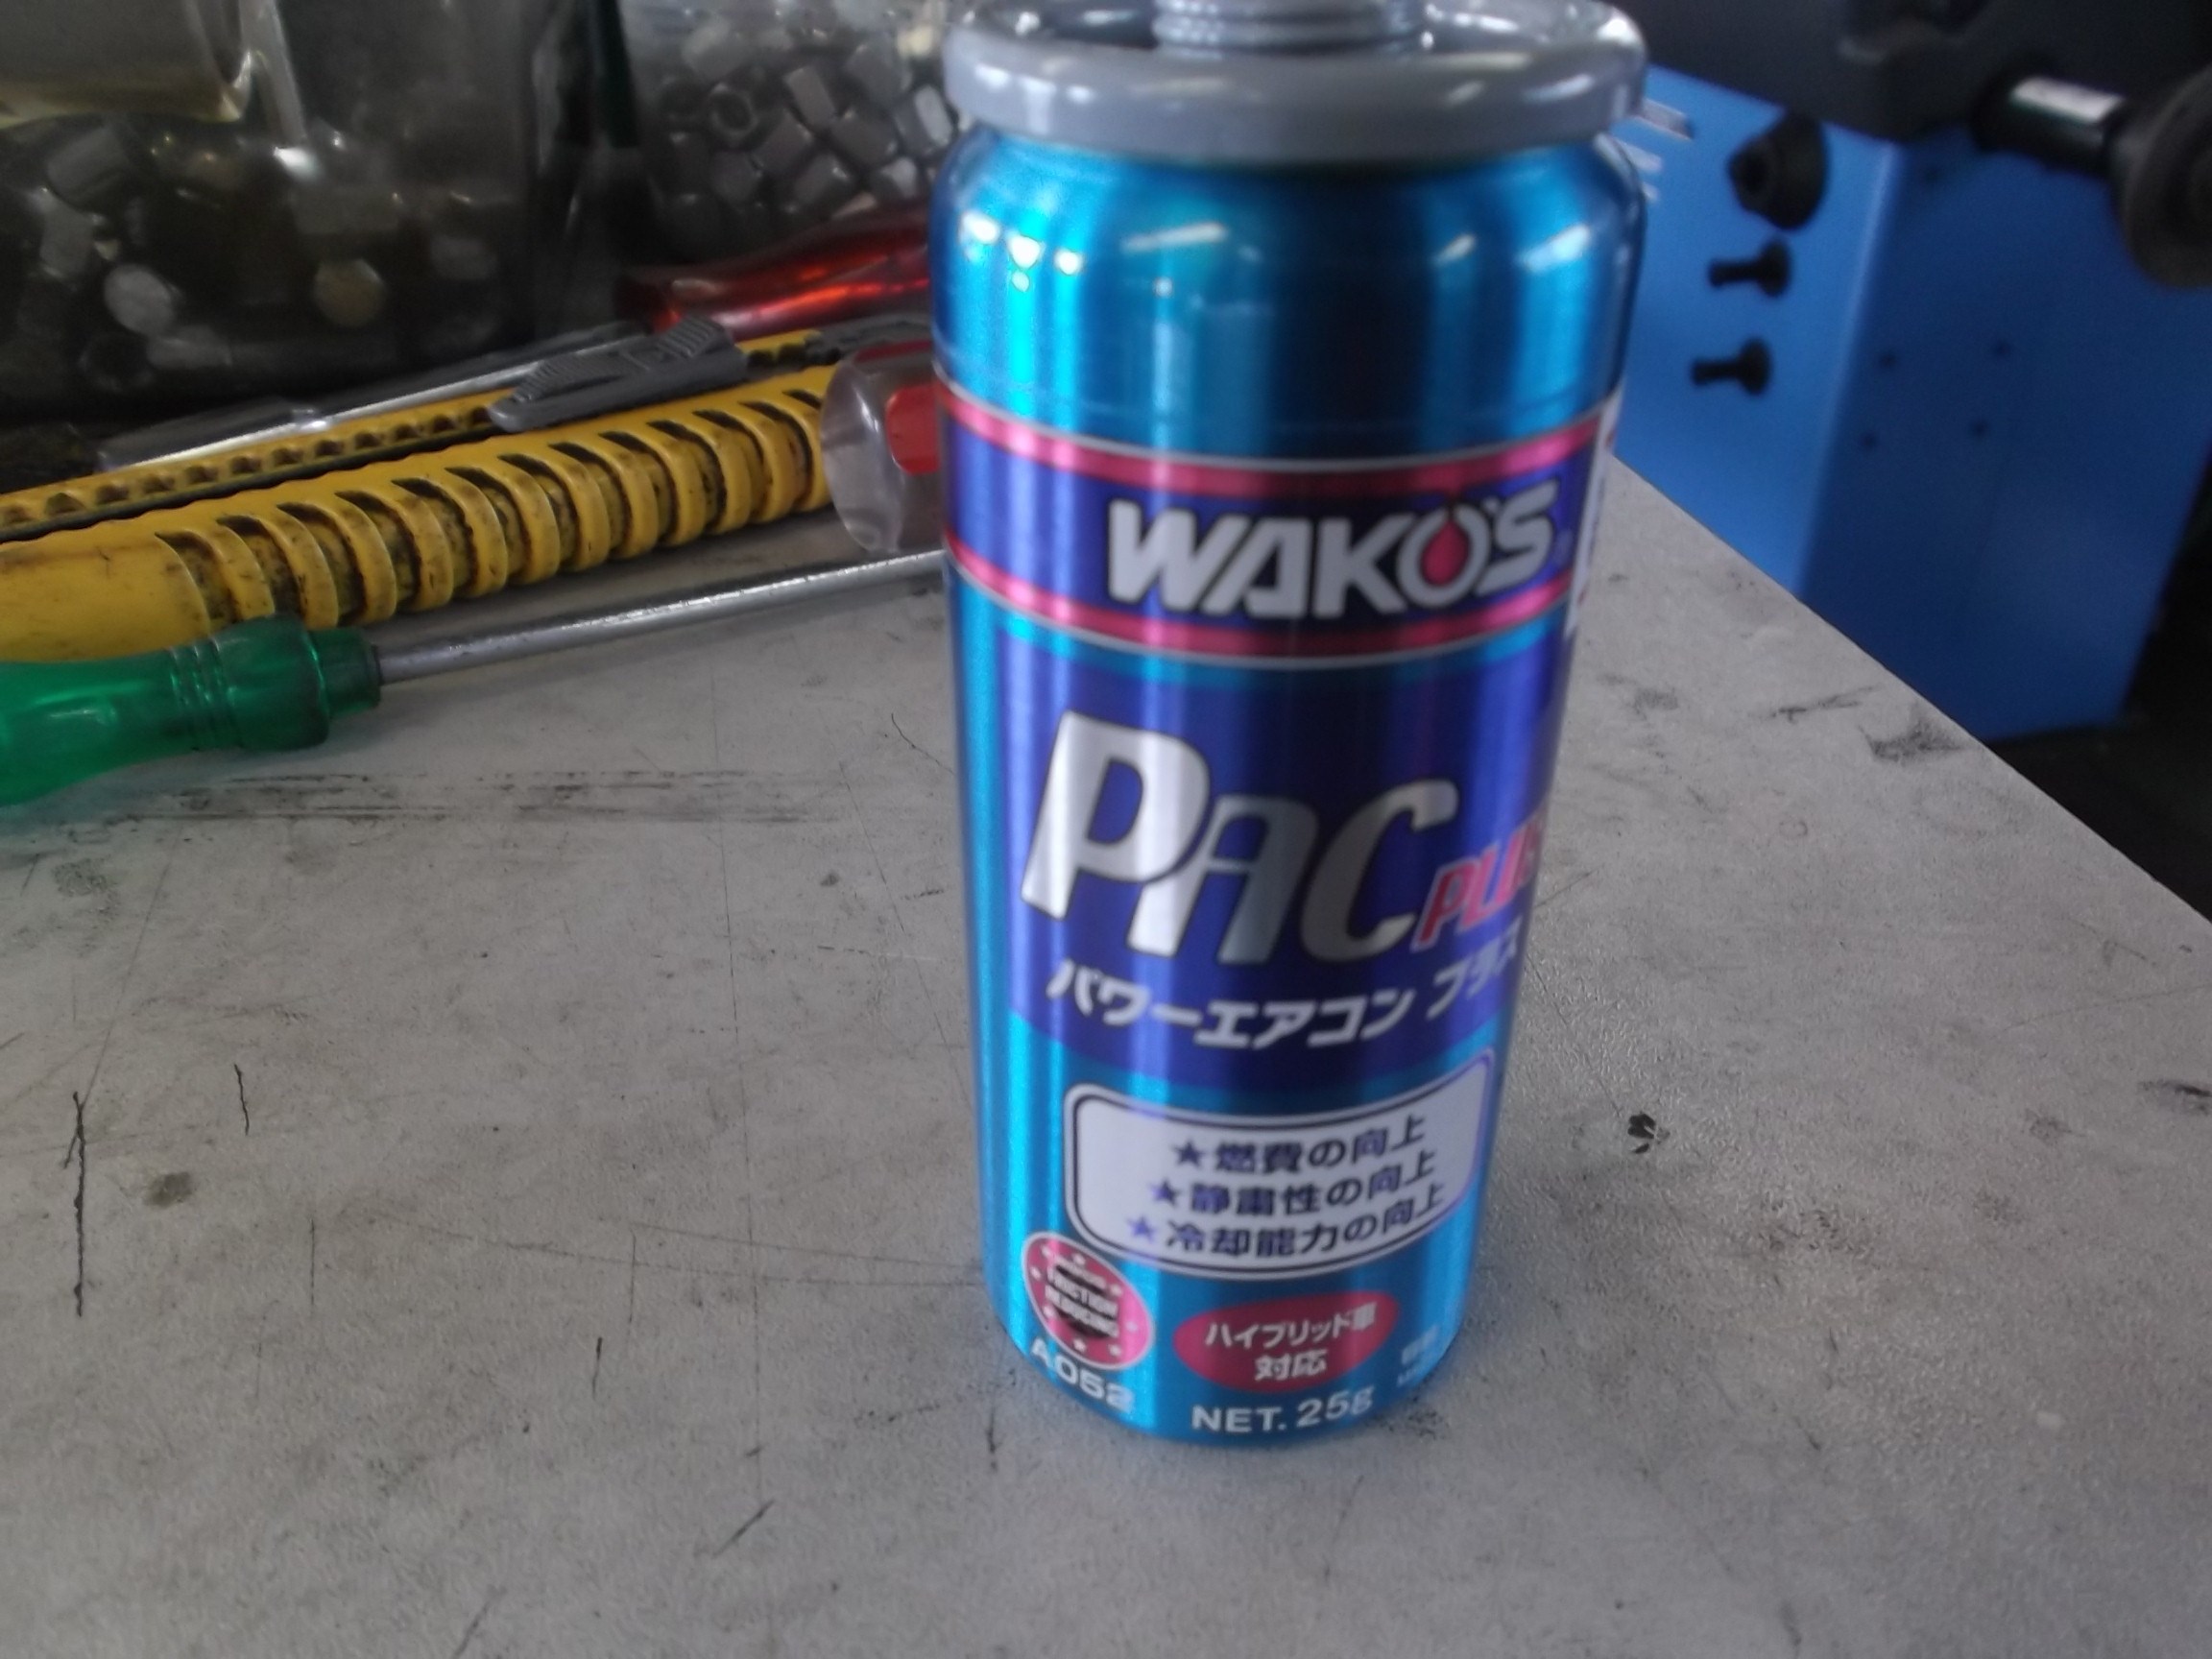 WAKO'S
PAC PLUS
パワーエアコン プラス
★燃費の向上
★静粛性の向上
★冷却能力の向上
FRICTION
REDUCING
ハイブリッド車
対応
A052
NET. 25g